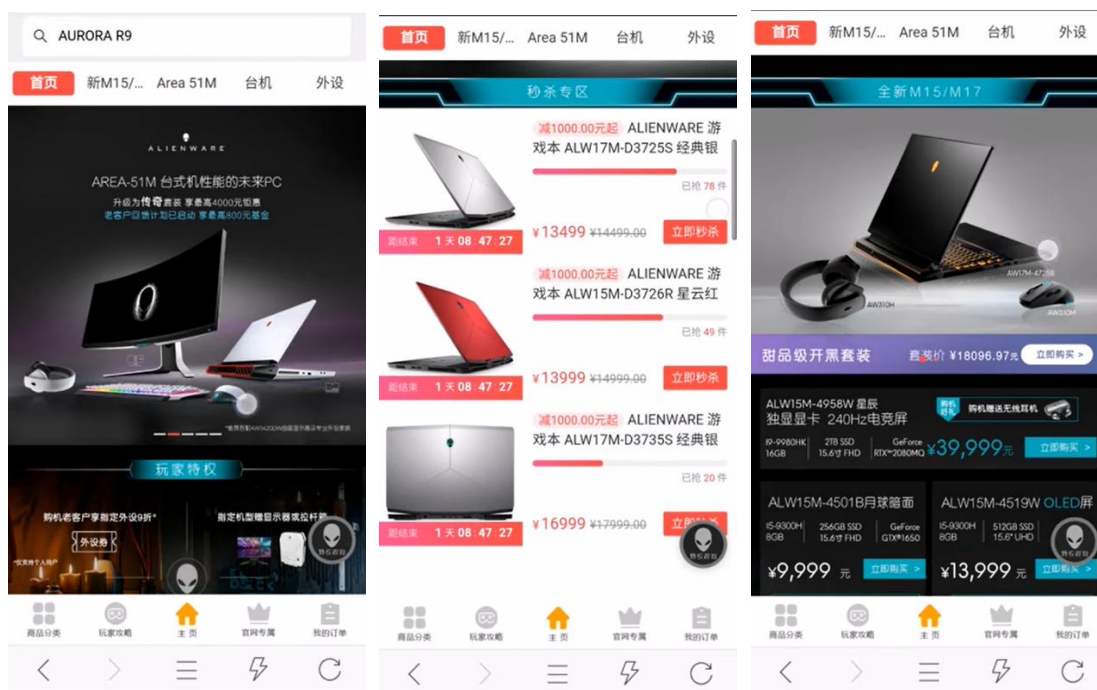 AURORA R9
首页
新M15/...
Area 51M
台机
外设
ALIENWARE
AREA-51M 台式机性能的未来PC
升级为传奇套装 享最高4000元钜惠
老客户回馈计划已启动 享最高800元基金
玩家特权
购机老客户享指定外设9折*
外设券
指定机型赠显示器或拉杆箱
商品分类
玩家攻略
主页
官网专属
我的订单
首页
新M15/...
Area 51M
台机
外设
秒杀专区
减1000.00元起 ALIENWARE 游
戏本 ALW17M-D3725S 经典银
已抢 78 件
距结束 1 天 08:47:27
¥13499 ¥14499.00
立即秒杀
减1000.00元起 ALIENWARE 游
戏本 ALW15M-D3726R 星云红
已抢 49 件
距结束 1 天 08:47:27
¥13999 ¥14999.00
立即秒杀
减1000.00元起 ALIENWARE 游
戏本 ALW17M-D3735S 经典银
已抢 20 件
距结束 1 天 08:47:27
¥16999 ¥17999.00
商品分类
玩家攻略
主页
官网专属
我的订单
首页
新M15/...
Area 51M
台机
外设
全新M15/M17
AW17M-4725B
AW310H
AW310M
甜品级开黑套装
套装价 ¥18096.97元
立即购买 >
ALW15M-4958W 星辰
独显显卡 240Hz电竞屏
购机好礼
购机赠送无线耳机
I9-9980HK
16GB
2TB SSD
15.6寸 FHD
GeForce
RTX™2080MQ
¥39,999元
立即购买 >
ALW15M-4501B月球暗面
I5-9300H
8GB
256GB SSD
15.6寸 FHD
GeForce
GTX®1650
¥9,999 元
立即购买 >
ALW15M-4519W OLED屏
I5-9300H
8GB
512GB SSD
15.6" UHD
¥13,999 元
立即购买 >
商品分类
玩家攻略
主页
官网专属
我的订单